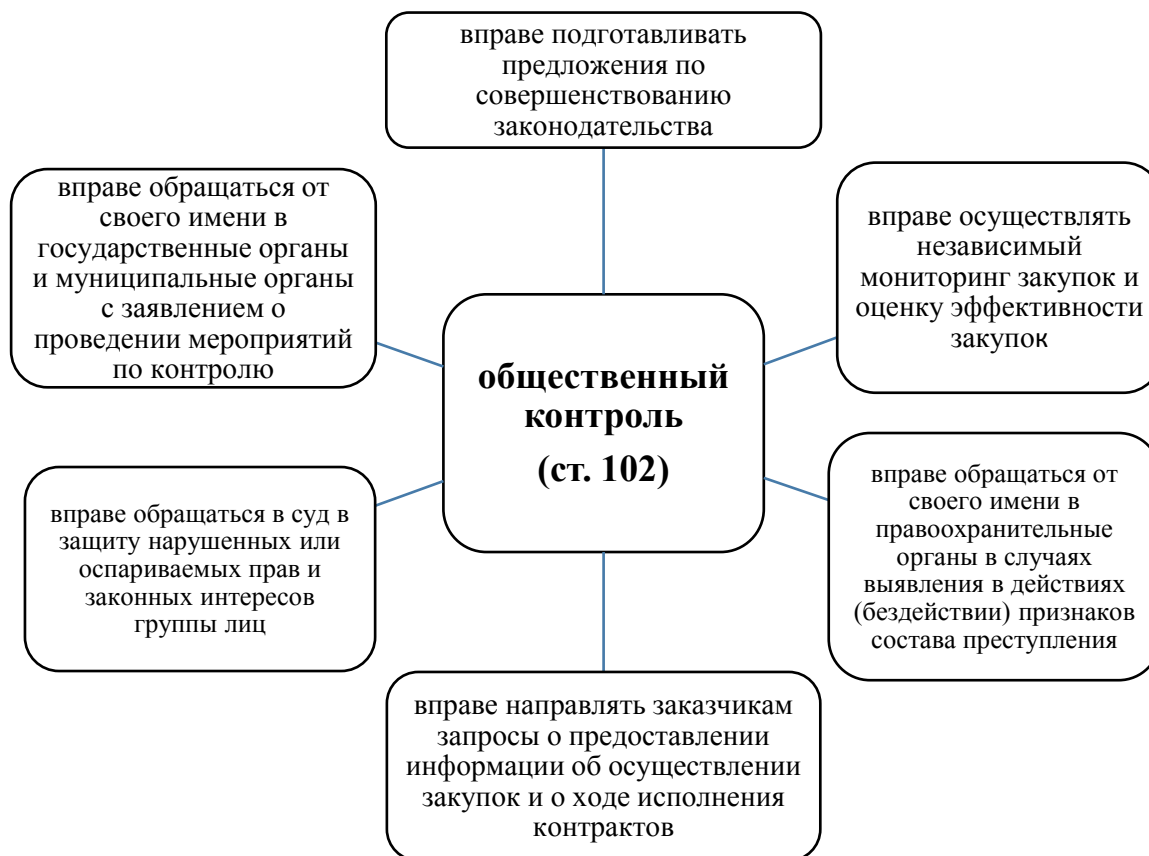 вправе подготавливать
предложения по
совершенствованию
законодательства
вправе обращаться от
своего имени в
государственные органы
и муниципальные органы
с заявлением о
проведении мероприятий
по контролю
вправе осуществлять
независимый
мониторинг закупок и
оценку эффективности
закупок
общественный
контроль
(ст. 102)
вправе обращаться в суд в
защиту нарушенных или
оспариваемых прав и
законных интересов
группы лиц
вправе обращаться от
своего имени в
правоохранительные
органы в случаях
выявления в действиях
(бездействии) признаков
состава преступления
вправе направлять заказчикам
запросы о предоставлении
информации об осуществлении
закупок и о ходе исполнения
контрактов